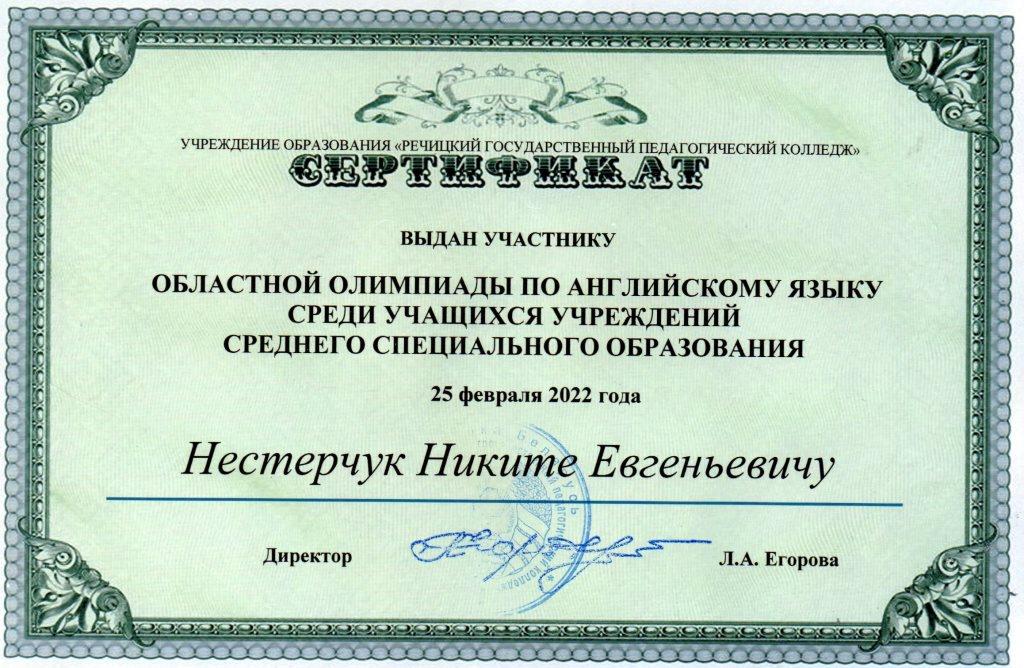 УЧРЕЖДЕНИЕ ОБРАЗОВАНИЯ «РЕЧИЦКИЙ ГОСУДАРСТВЕННЫЙ ПЕДАГОГИЧЕСКИЙ КОЛЛЕДЖ»
СЕРТИФИКАТ
ВЫДАН УЧАСТНИКУ
ОБЛАСТНОЙ ОЛИМПИАДЫ ПО АНГЛИЙСКОМУ ЯЗЫКУ
СРЕДИ УЧАЩИХСЯ УЧРЕЖДЕНИЙ
СРЕДНЕГО СПЕЦИАЛЬНОГО ОБРАЗОВАНИЯ
25 февраля 2022 года
Нестерчук Никите Евгеньевичу
Директор
Л.А. Егорова